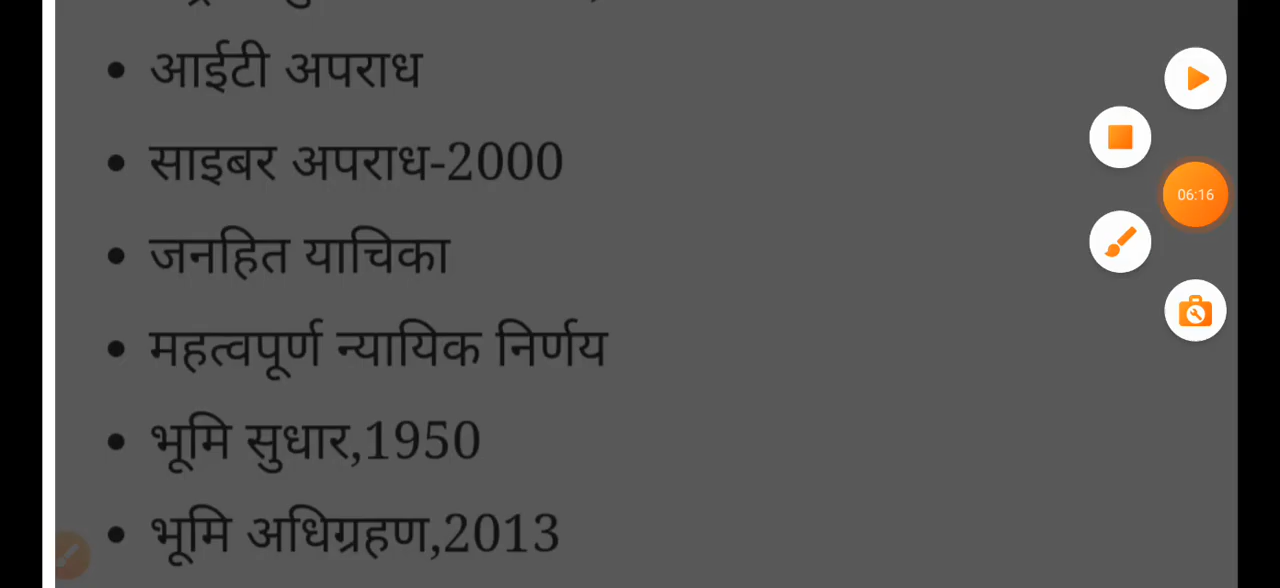 आईटी अपराध
साइबर अपराध-2000
जनहित याचिका
महत्वपूर्ण न्यायिक निर्णय
भूमि सुधार,1950
भूमि अधिग्रहण,2013
06:16